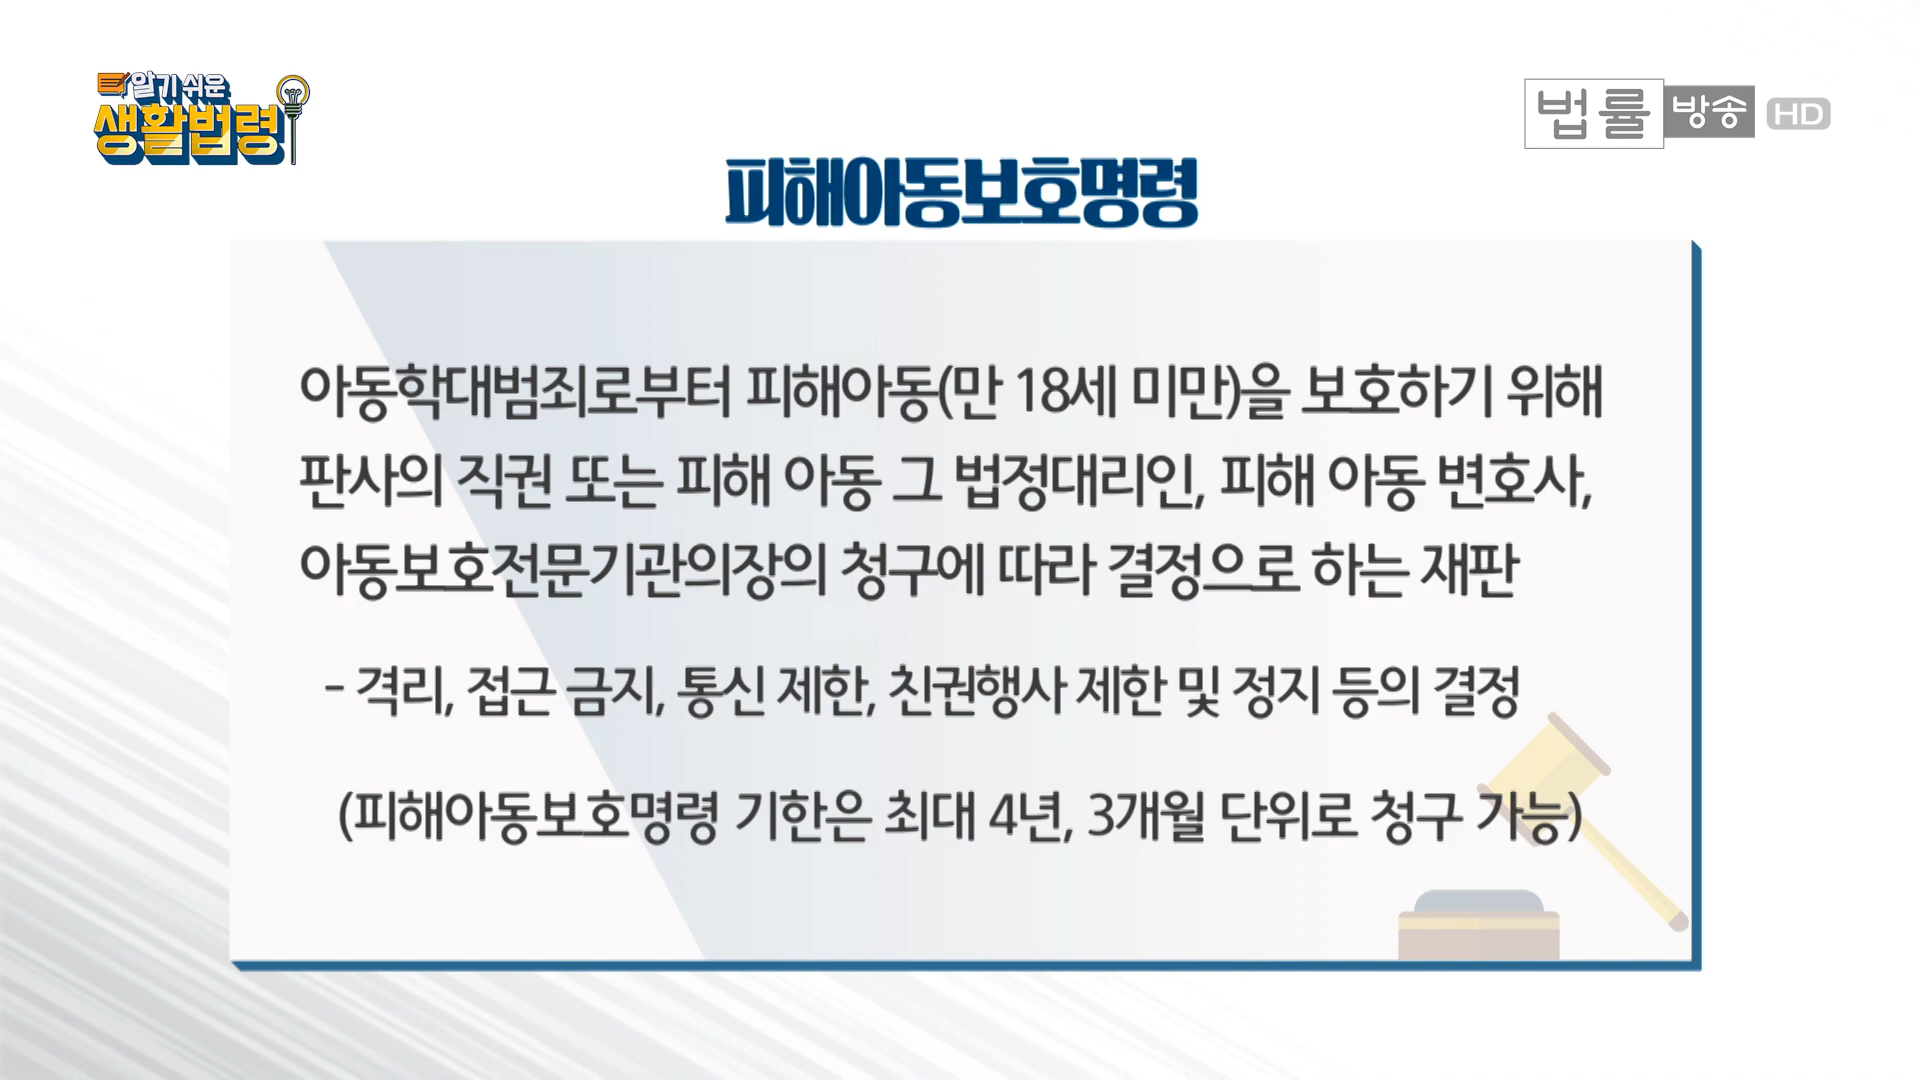 알기 쉬운
생활법령
법률방송 HD
피해아동보호명령
아동학대범죄로부터 피해아동(만 18세 미만)을 보호하기 위해
판사의 직권 또는 피해 아동 그 법정대리인, 피해 아동 변호사,
아동보호전문기관의장의 청구에 따라 결정으로 하는 재판
- 격리, 접근 금지, 통신 제한, 친권행사 제한 및 정지 등의 결정
(피해아동보호명령 기한은 최대 4년, 3개월 단위로 청구 가능)